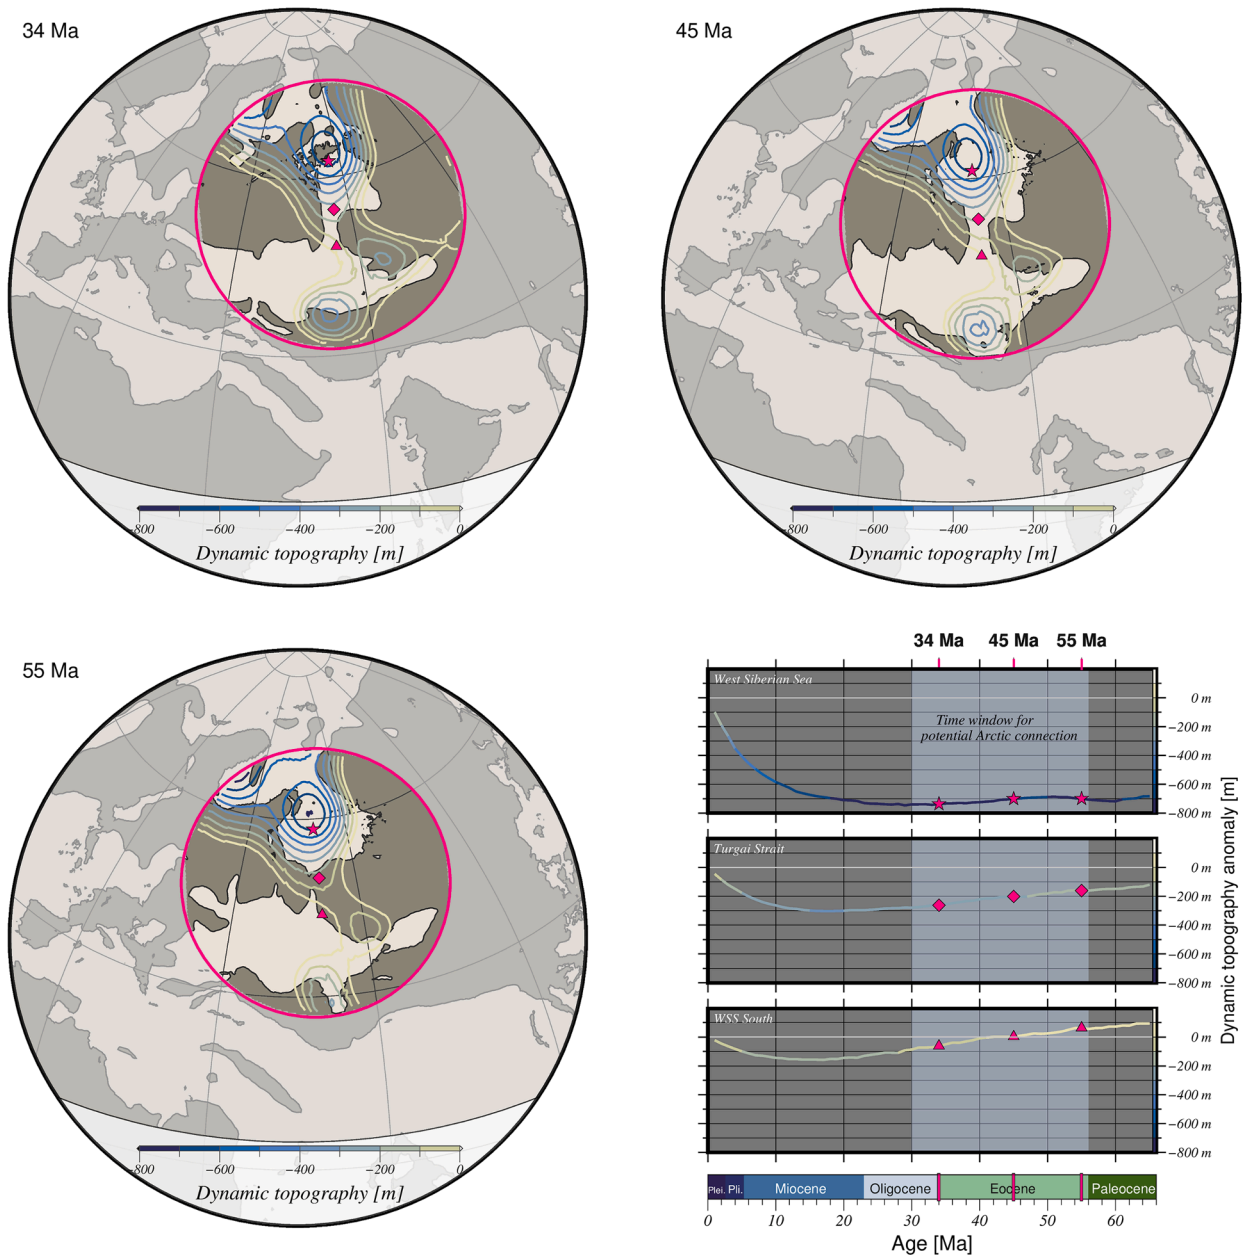 34 Ma
45 Ma
−800 −600 −400 −200 0
Dynamic topography [m]
−800 −600 −400 −200 0
Dynamic topography [m]
55 Ma
−800 −600 −400 −200 0
Dynamic topography [m]
34 Ma 45 Ma 55 Ma
West Siberian Sea
Time window for
potential Arctic connection
0 m
−200 m
−400 m
−600 m
−800 m
Turgai Strait
0 m
−200 m
−400 m
−600 m
−800 m
WSS South
0 m
−200 m
−400 m
−600 m
−800 m
Dynamic topography anomaly [m]
Plei. Pli. Miocene Oligocene Eocene Paleocene
0 10 20 30 40 50 60
Age [Ma]